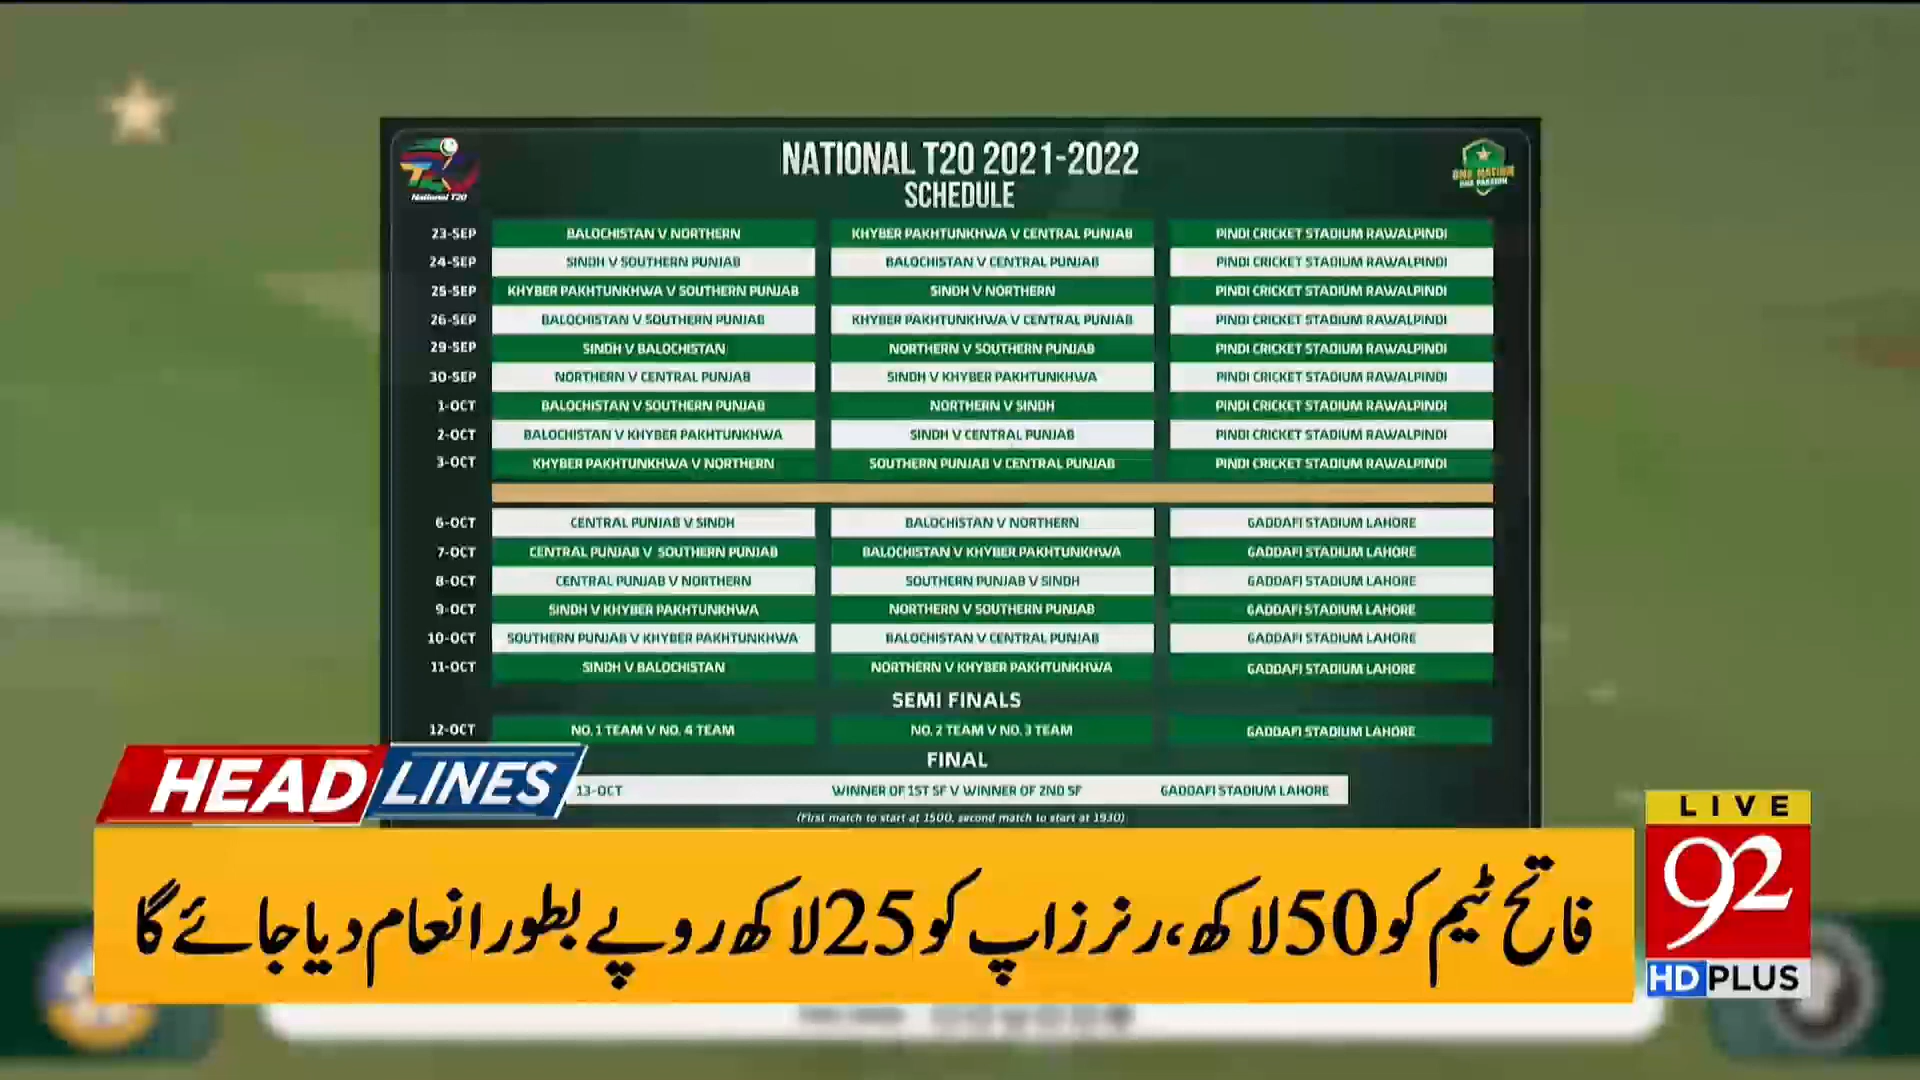 National T20
NATIONAL T20 2021-2022
SCHEDULE
ONE NATION
ONE PASSION
23-SEP BALOCHISTAN V NORTHERN KHYBER PAKHTUNKHWA V CENTRAL PUNJAB PINDI CRICKET STADIUM RAWALPINDI
24-SEP SINDH V SOUTHERN PUNJAB BALOCHISTAN V CENTRAL PUNJAB PINDI CRICKET STADIUM RAWALPINDI
25-SEP KHYBER PAKHTUNKHWA V SOUTHERN PUNJAB SINDH V NORTHERN PINDI CRICKET STADIUM RAWALPINDI
26-SEP BALOCHISTAN V SOUTHERN PUNJAB KHYBER PAKHTUNKHWA V CENTRAL PUNJAB PINDI CRICKET STADIUM RAWALPINDI
29-SEP SINDH V BALOCHISTAN NORTHERN V SOUTHERN PUNJAB PINDI CRICKET STADIUM RAWALPINDI
30-SEP NORTHERN V CENTRAL PUNJAB SINDH V KHYBER PAKHTUNKHWA PINDI CRICKET STADIUM RAWALPINDI
1-OCT BALOCHISTAN V SOUTHERN PUNJAB NORTHERN V SINDH PINDI CRICKET STADIUM RAWALPINDI
2-OCT BALOCHISTAN V KHYBER PAKHTUNKHWA SINDH V CENTRAL PUNJAB PINDI CRICKET STADIUM RAWALPINDI
3-OCT KHYBER PAKHTUNKHWA V NORTHERN SOUTHERN PUNJAB V CENTRAL PUNJAB PINDI CRICKET STADIUM RAWALPINDI
6-OCT CENTRAL PUNJAB V SINDH BALOCHISTAN V NORTHERN GADDAFI STADIUM LAHORE
7-OCT CENTRAL PUNJAB V SOUTHERN PUNJAB BALOCHISTAN V KHYBER PAKHTUNKHWA GADDAFI STADIUM LAHORE
8-OCT CENTRAL PUNJAB V NORTHERN SOUTHERN PUNJAB V SINDH GADDAFI STADIUM LAHORE
9-OCT SINDH V KHYBER PAKHTUNKHWA NORTHERN V SOUTHERN PUNJAB GADDAFI STADIUM LAHORE
10-OCT SOUTHERN PUNJAB V KHYBER PAKHTUNKHWA BALOCHISTAN V CENTRAL PUNJAB GADDAFI STADIUM LAHORE
11-OCT SINDH V BALOCHISTAN NORTHERN V KHYBER PAKHTUNKHWA GADDAFI STADIUM LAHORE
SEMI FINALS
12-OCT NO. 1 TEAM V NO. 4 TEAM NO. 2 TEAM V NO. 3 TEAM GADDAFI STADIUM LAHORE
FINAL
13-OCT WINNER OF 1ST SF V WINNER OF 2ND SF GADDAFI STADIUM LAHORE
(First match to start at 1500, second match to start at 1930)
HEADLINES
فاتح ٹیم کو 50 لاکھ، رنرز اپ کو 25 لاکھ روپے بطور انعام دیا جائے گا
LIVE
92
HD PLUS